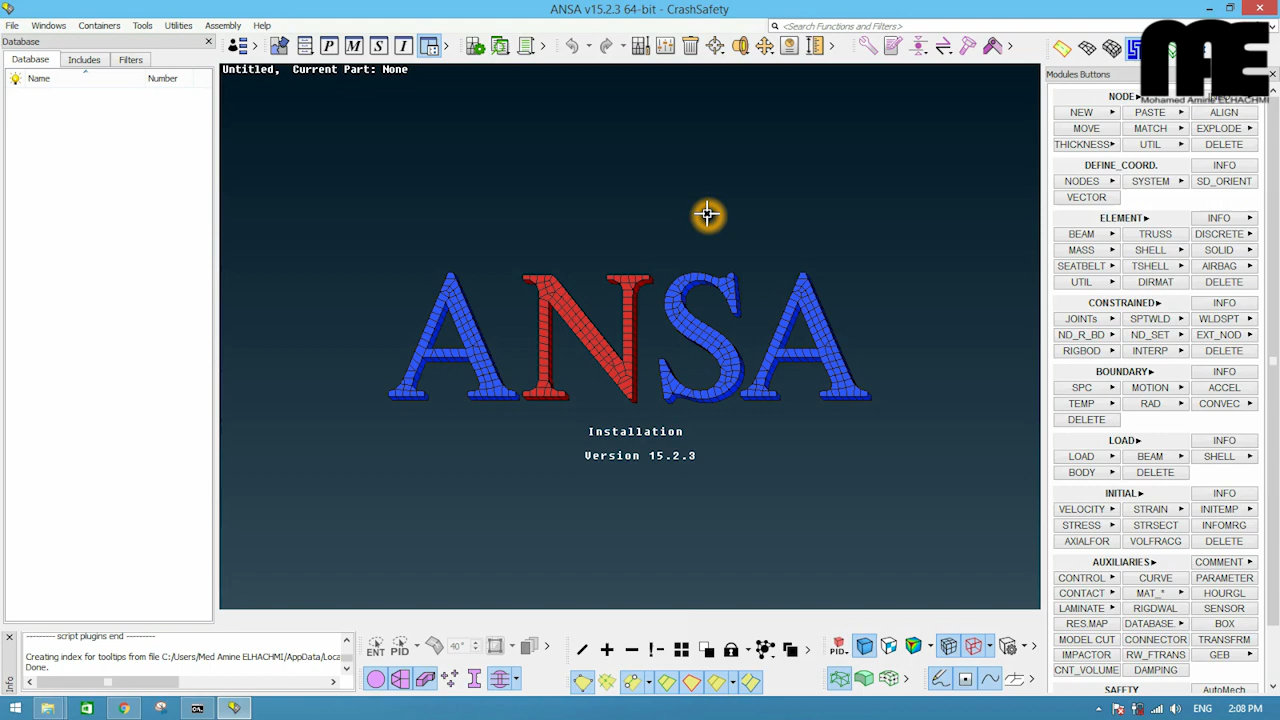 ANSA v15.2.3 64-bit - CrashSafety
File Windows Containers Tools Utilities Assembly Help
<Search Functions and Filters>
Database
Database Includes Filters
Name Number
P M S I
Untitled, Current Part: None
ANSA
Installation
Version 15.2.3
MAE
Mohamed Amine ELHACHMI
Modules Buttons
NODE INFO
NEW PASTE ALIGN
MOVE MATCH EXPLODE
THICKNESS UTIL DELETE
DEFINE_COORD. INFO
NODES SYSTEM SD_ORIENT
VECTOR
ELEMENT INFO
BEAM TRUSS DISCRETE
MASS SHELL SOLID
SEATBELT TSHELL AIRBAG
UTIL DIRMAT DELETE
CONSTRAINED INFO
JOINTs SPTWLD WLDSPT
ND_R_BD ND_SET EXT_NOD
RIGBOD INTERP DELETE
BOUNDARY INFO
SPC MOTION ACCEL
TEMP RAD CONVEC
DELETE
LOAD INFO
LOAD BEAM SHELL
BODY DELETE
INITIAL INFO
VELOCITY STRAIN INITEMP
STRESS STRSECT INFOMRG
AXIALFOR VOLFRACG DELETE
AUXILIARIES COMMENT
CONTROL CURVE PARAMETER
CONTACT MAT_* HOURGL
LAMINATE RIGDWAL SENSOR
RES.MAP DATABASE. BOX
MODEL CUT CONNECTOR TRANSFRM
IMPACTOR RW_FTRANS GEB
CNT_VOLUME DAMPING
SAFETY AutoMech
Info
--------- script plugins end ---------
Creating index for tooltips from file C:/Users/Med Amine ELHACHMI/AppData/Loca
Done.
ENT PID 40° PID
ENG 2:08 PM